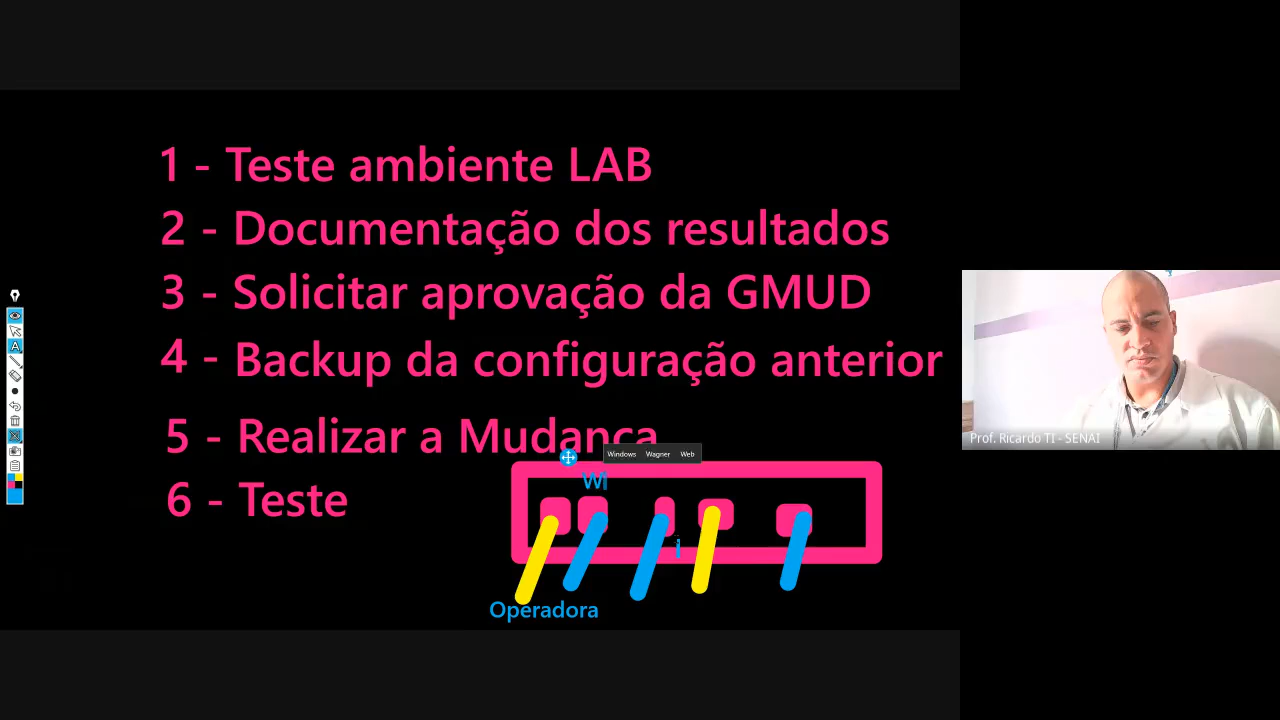 1 - Teste ambiente LAB
2 - Documentação dos resultados
3 - Solicitar aprovação da GMUD
4 - Backup da configuração anterior
5 - Realizar a Mudança
6 - Teste
Windows Wagner Web
Wi
i
Operadora
A
Prof. Ricardo TI - SENAI